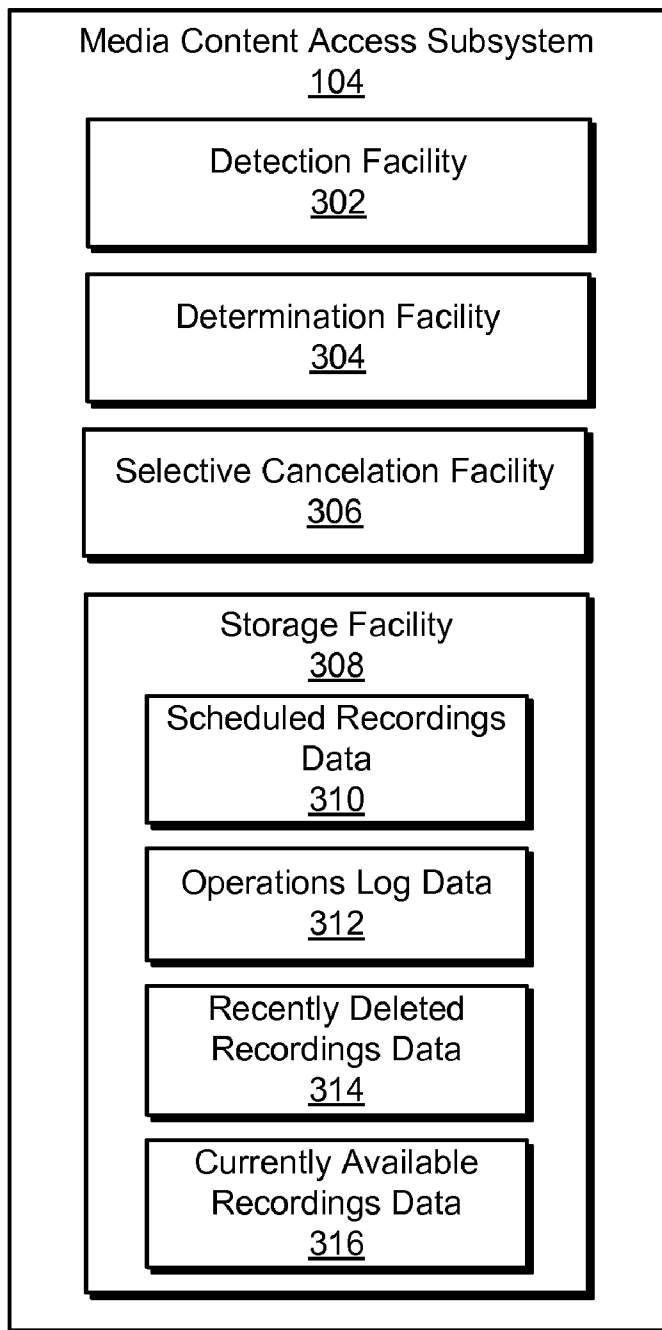 Media Content Access Subsystem
104
Detection Facility
302
Determination Facility
304
Selective Cancelation Facility
306
Storage Facility
308
Scheduled Recordings
Data
310
Operations Log Data
312
Recently Deleted
Recordings Data
314
Currently Available
Recordings Data
316